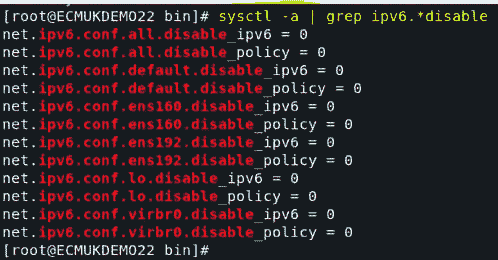 [root@ECMUKDEMO22 bin]# sysctl -a | grep ipv6.*disable
net.ipv6.conf.all.disable_ipv6 = 0
net.ipv6.conf.all.disable_policy = 0
net.ipv6.conf.default.disable_ipv6 = 0
net.ipv6.conf.default.disable_policy = 0
net.ipv6.conf.ens160.disable_ipv6 = 0
net.ipv6.conf.ens160.disable_policy = 0
net.ipv6.conf.ens192.disable_ipv6 = 0
net.ipv6.conf.ens192.disable_policy = 0
net.ipv6.conf.lo.disable_ipv6 = 0
net.ipv6.conf.lo.disable_policy = 0
net.ipv6.conf.virbr0.disable_ipv6 = 0
net.ipv6.conf.virbr0.disable_policy = 0
[root@ECMUKDEMO22 bin]#